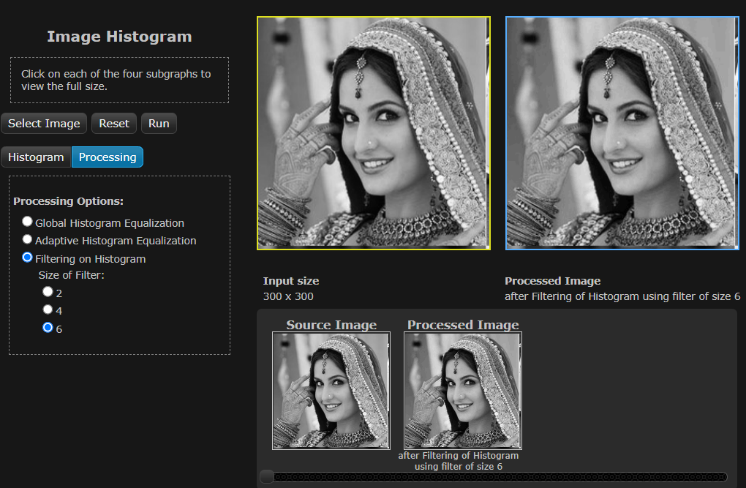 Image Histogram
Click on each of the four subgraphs to
view the full size.
Select Image Reset Run
Histogram Processing
Processing Options:
Global Histogram Equalization
Adaptive Histogram Equalization
Filtering on Histogram
Size of Filter:
2
4
6
Input size
300 x 300
Processed Image
after Filtering of Histogram using filter of size 6
Source Image
Processed Image
after Filtering of Histogram
using filter of size 6